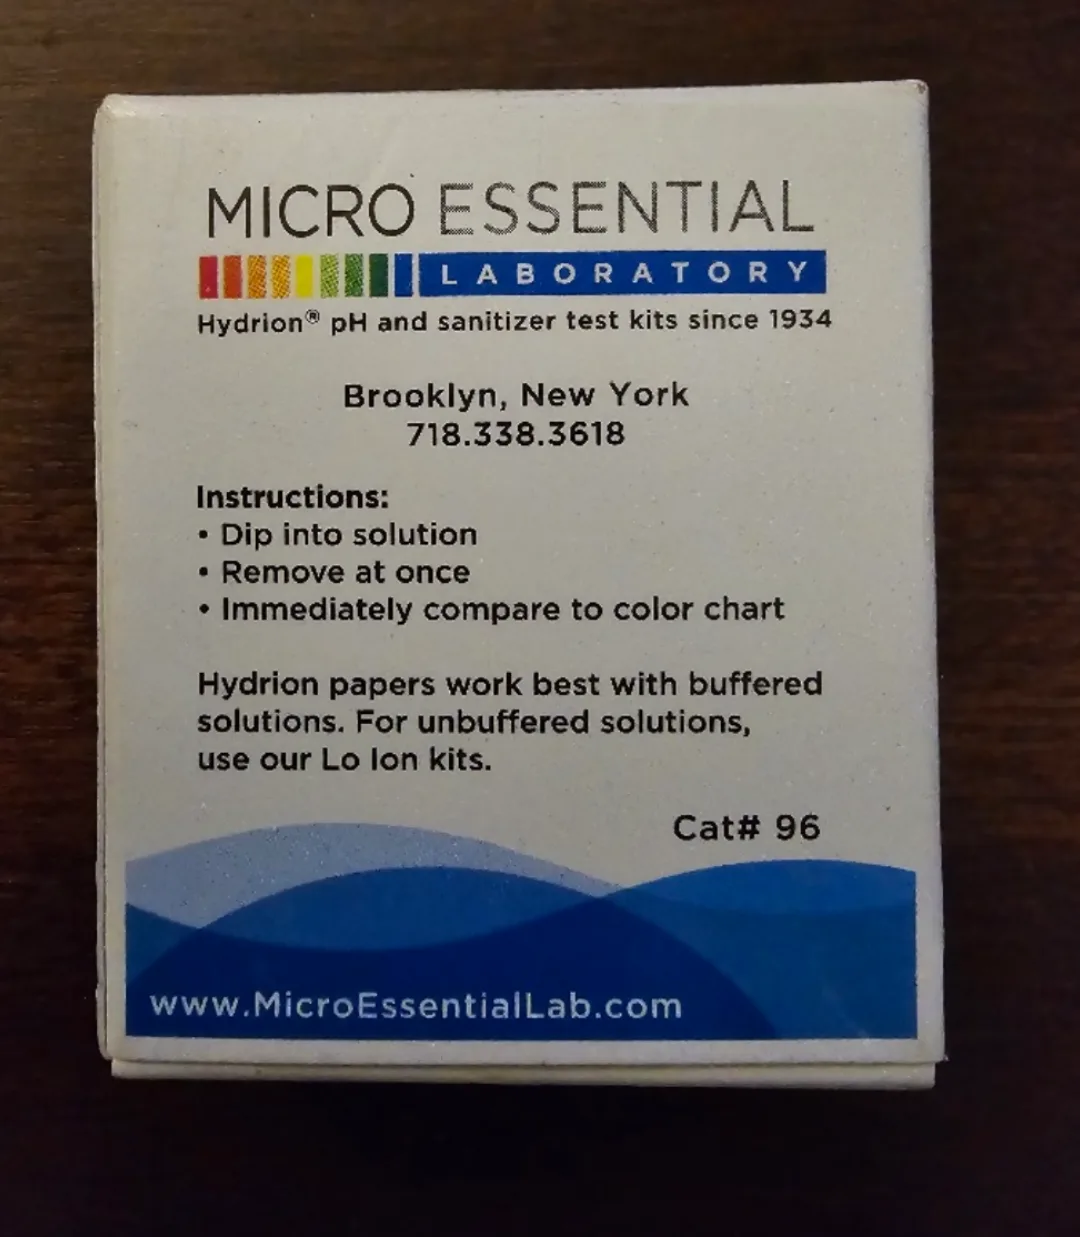 MICRO ESSENTIAL
LABORATORY
Hydrion® pH and sanitizer test kits since 1934
Brooklyn, New York
718.338.3618
Instructions:
• Dip into solution
• Remove at once
• Immediately compare to color chart
Hydrion papers work best with buffered
solutions. For unbuffered solutions,
use our Lo Ion kits.
Cat# 96
www.MicroEssentialLab.com